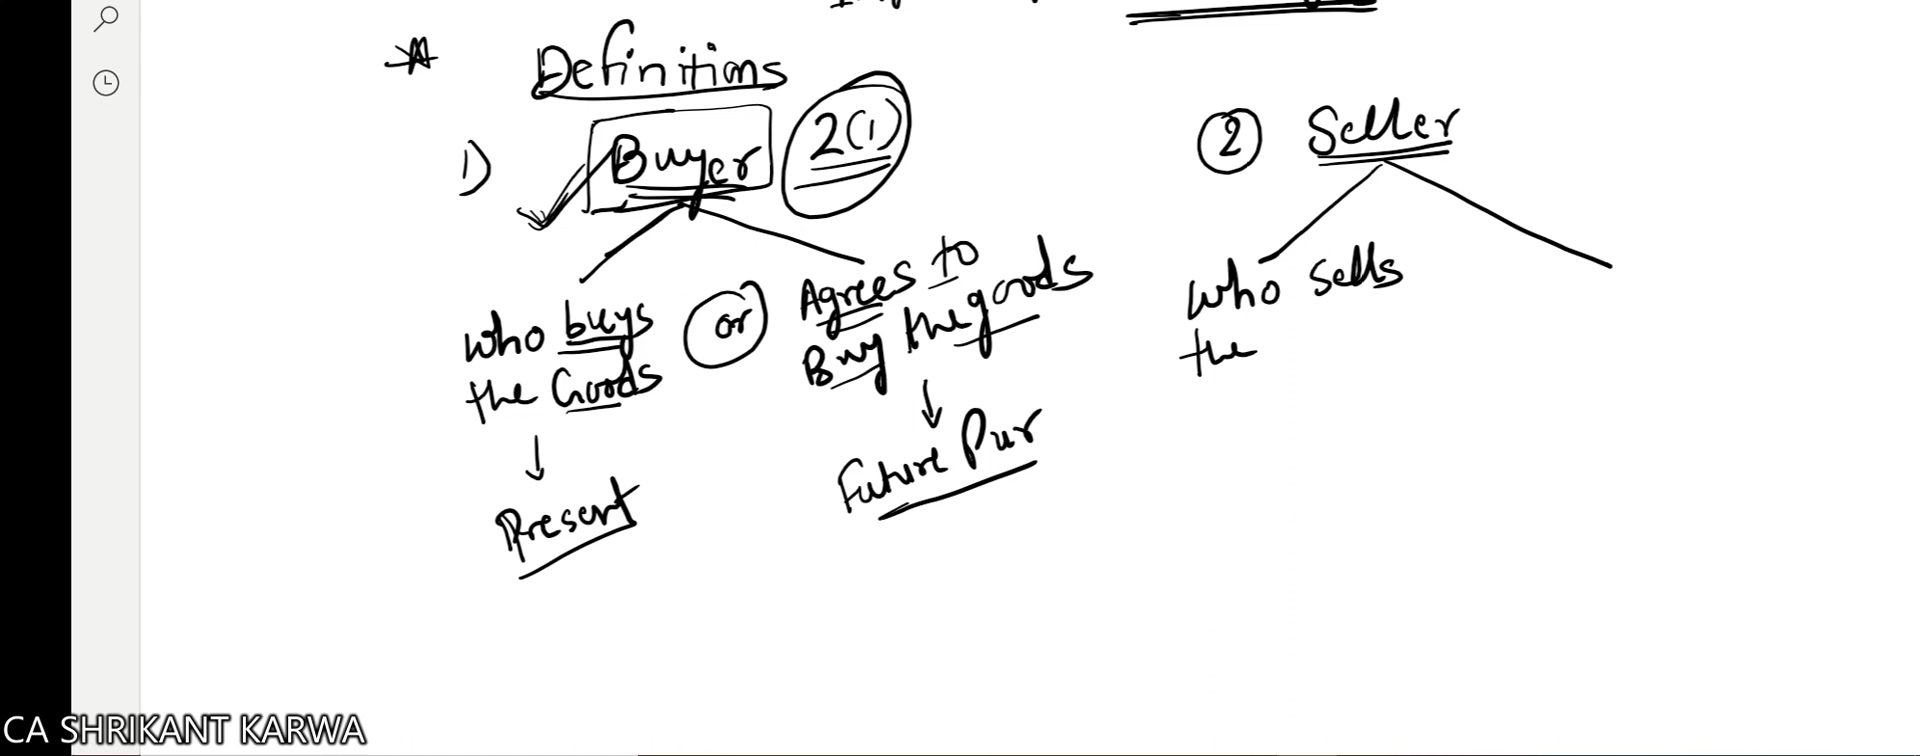 Definitions
1) Buyer 2(1)
who buys
the Goods
or
Agrees to
Buy the goods
Present
Future Pur
2 Seller
who sells
the
CA SHRIKANT KARWA